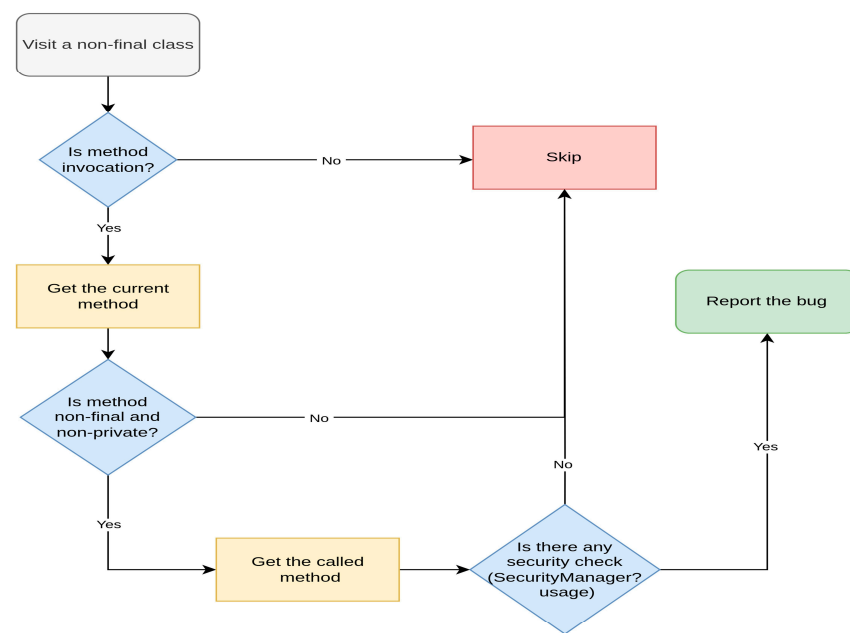 Visit a non-final class
Is method
invocation?
No
Skip
Yes
Get the current
method
Report the bug
Is method
non-final and
non-private?
No
Yes
No
Yes
Get the called
method
Is there any
security check
(SecurityManager?
usage)